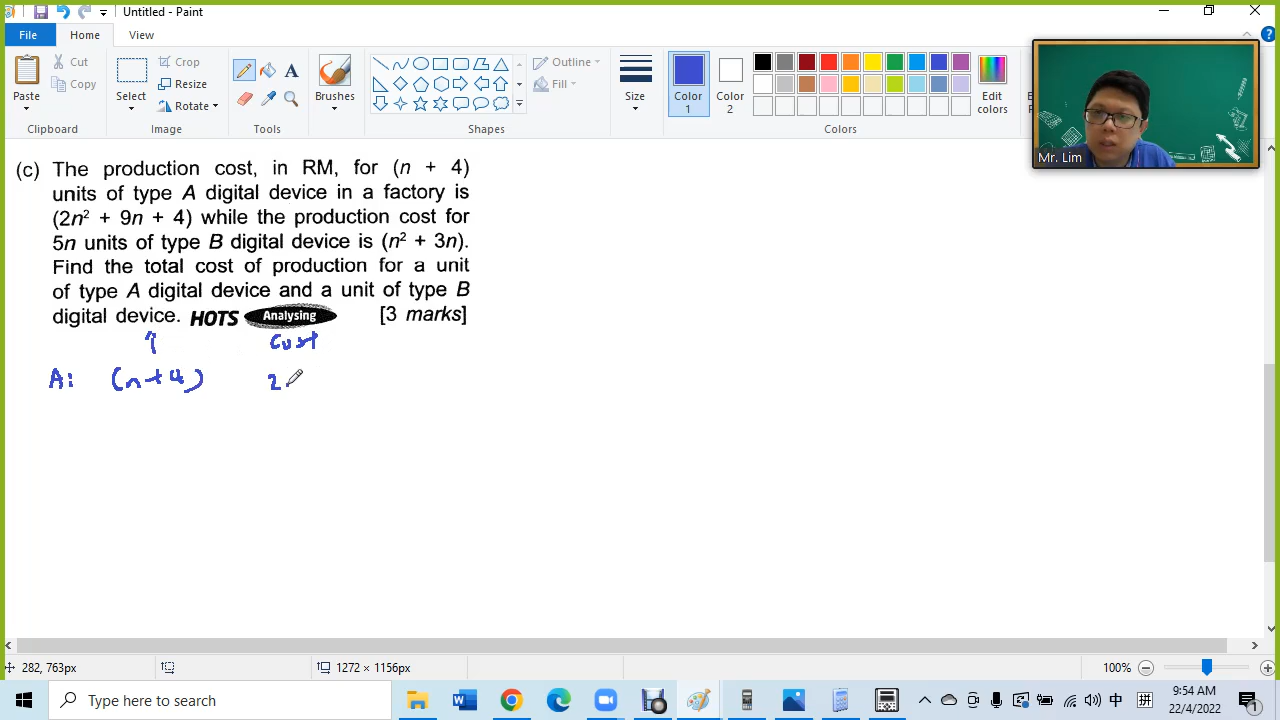 Untitled - Paint
File
Home
View
Paste
Cut
Copy
Clipboard
Select
Crop
Resize
Rotate
Image
A
Tools
Brushes
Shapes
Outline
Fill
Size
Color 1
Color 2
Edit colors
Colors
Mr. Lim
(c) The production cost, in RM, for (n + 4)
units of type A digital device in a factory is
(2n² + 9n + 4) while the production cost for
5n units of type B digital device is (n² + 3n).
Find the total cost of production for a unit
of type A digital device and a unit of type B
digital device. HOTS Analysing [3 marks]
1 Cost
A: (n+4) 2
282, 763px
1272 × 1156px
100%
Type here to search
中
拼
9:54 AM
22/4/2022
1